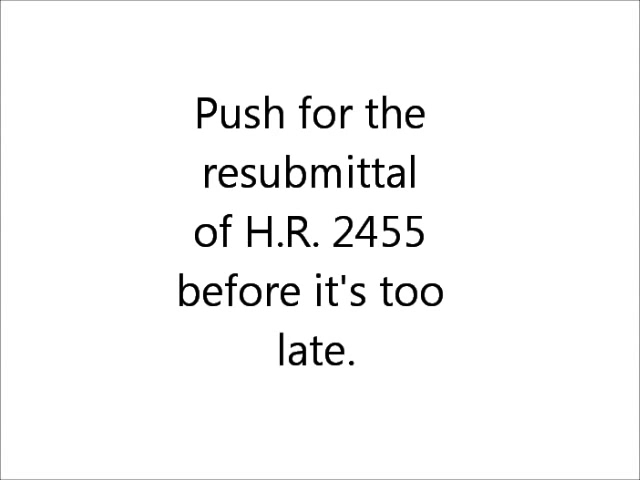 Push for the
resubmittal
of H.R. 2455
before it's too
late.